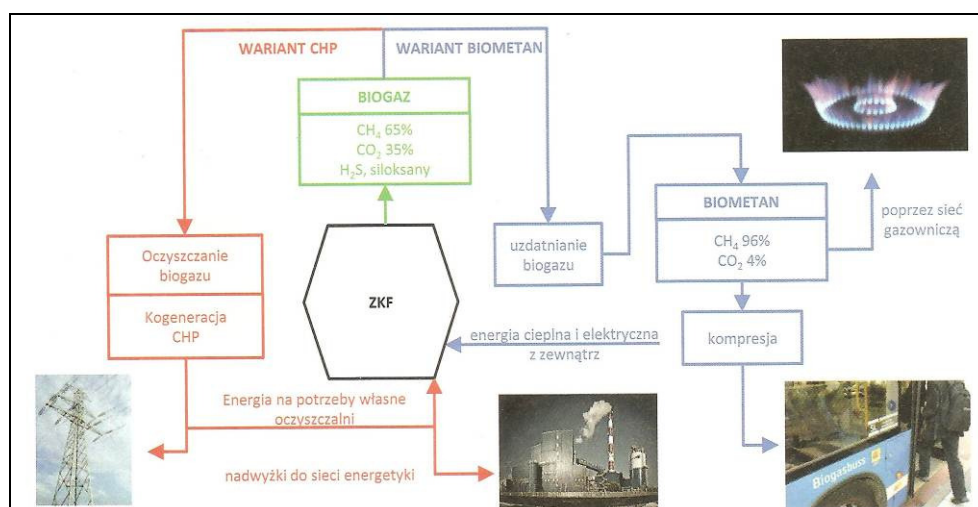 WARIANT CHP
WARIANT BIOMETAN
BIOGAZ
CH₄ 65%
CO₂ 35%
H₂S, siloksany
Oczyszczanie
biogazu
Kogeneracja
CHP
ZKF
uzdatnianie
biogazu
BIOMETAN
CH₄ 96%
CO₂ 4%
poprzez sieć
gazowniczą
energia cieplna i elektryczna
z zewnątrz
kompresja
Energia na potrzeby własne
oczyszczalni
nadwyżki do sieci energetyki
Biogasbuss